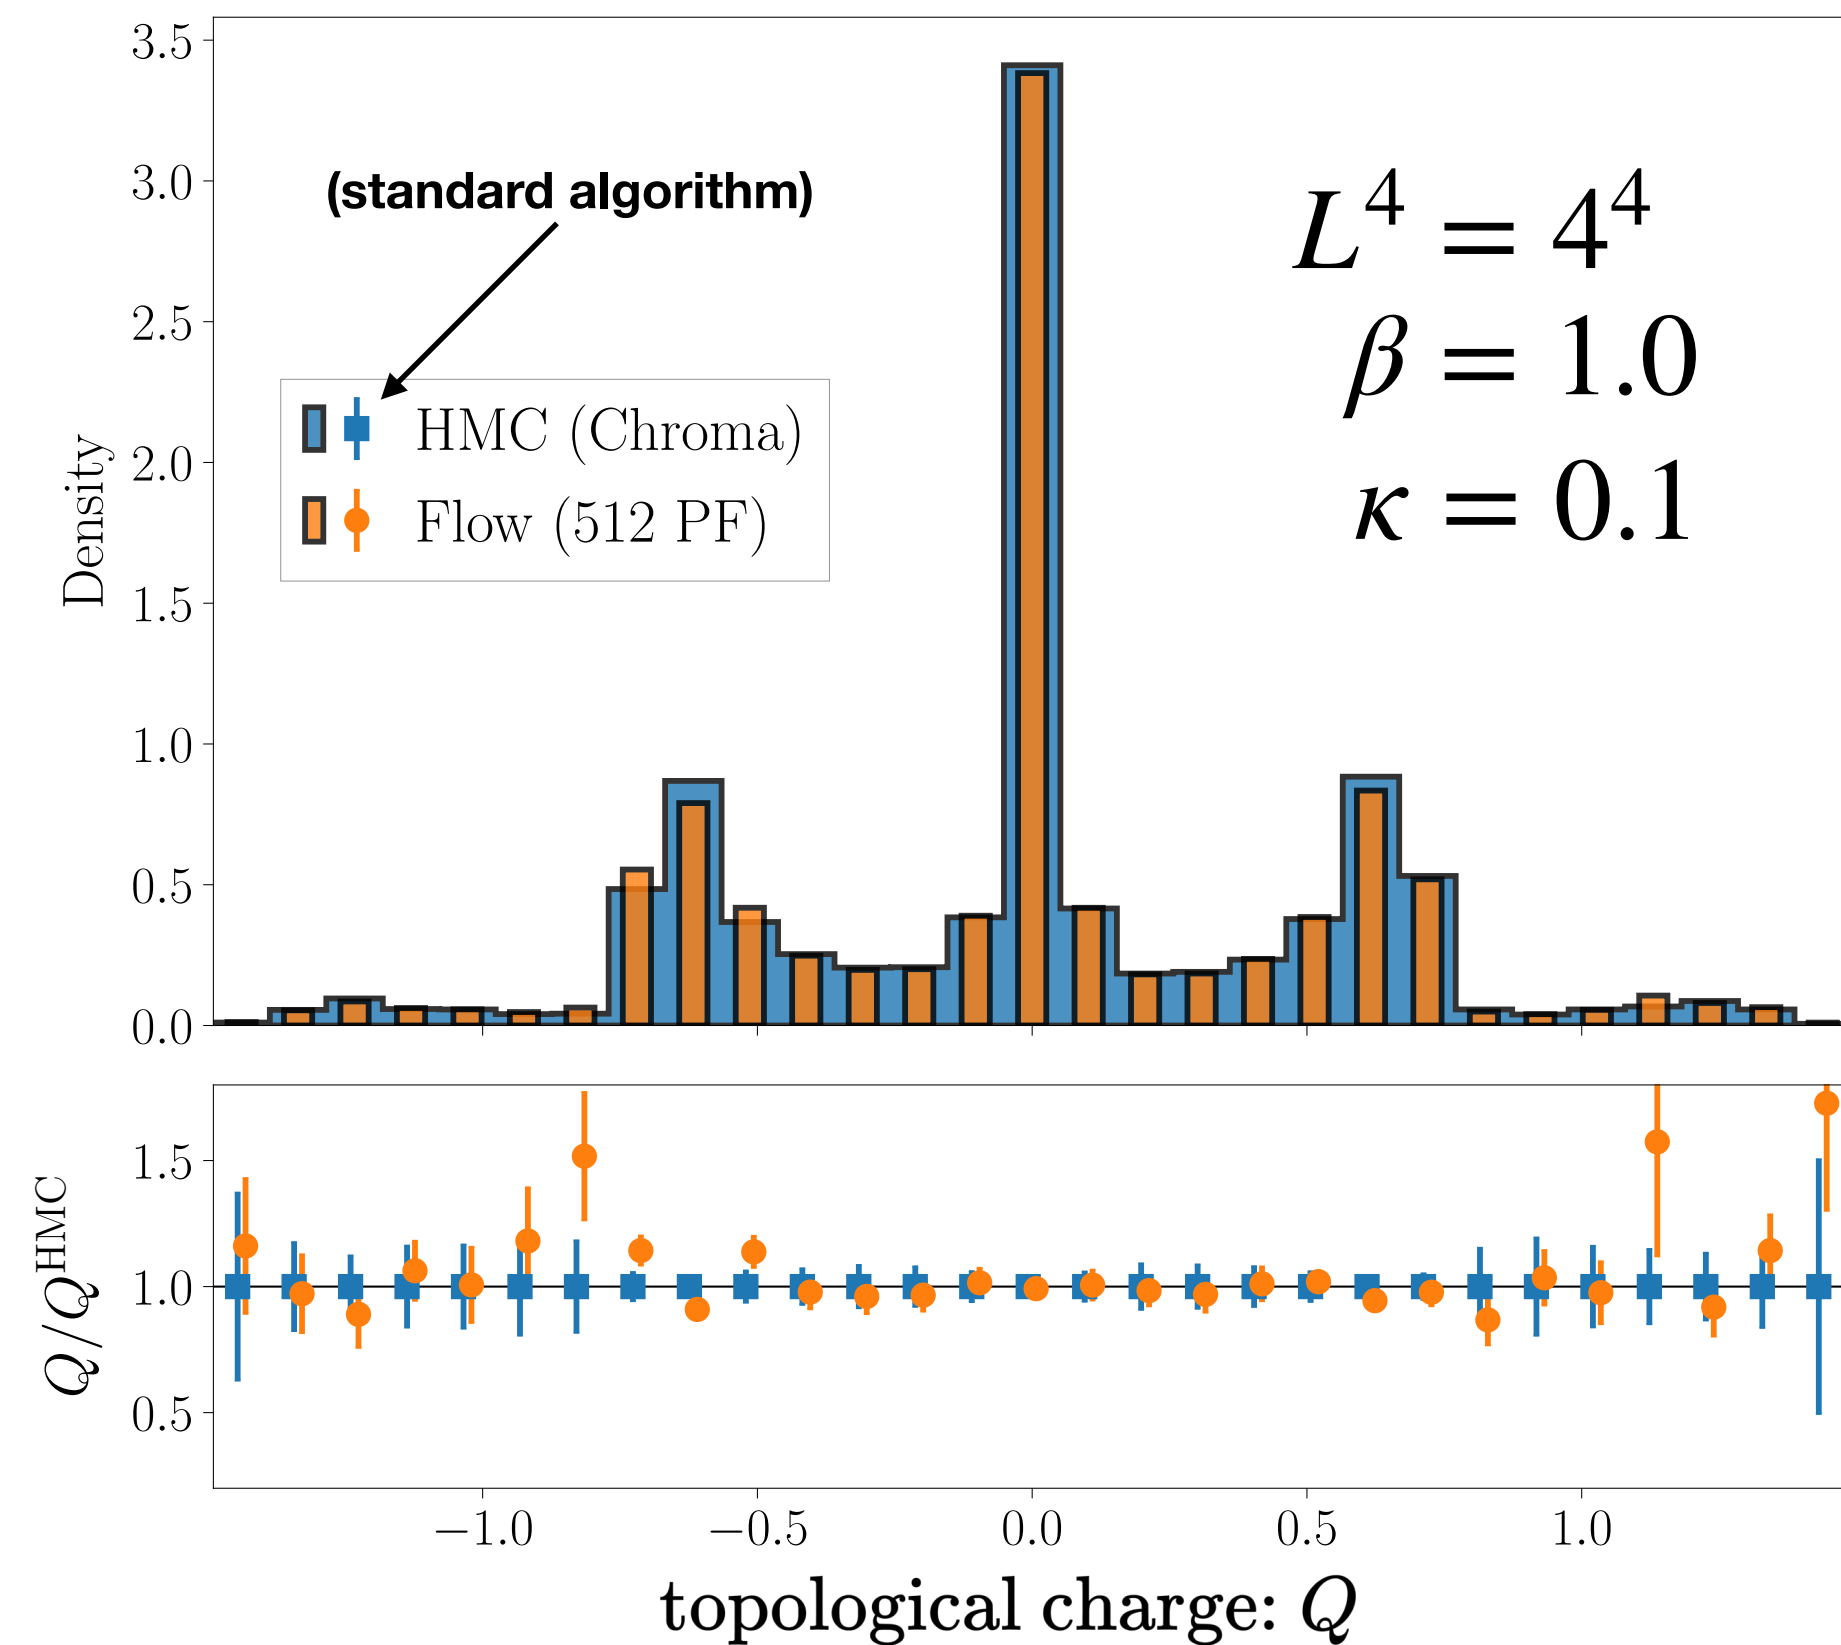 3.5
3.0
2.5
2.0
1.5
1.0
0.5
0.0
Density
(standard algorithm)
HMC (Chroma)
Flow (512 PF)
L⁴ = 4⁴
β = 1.0
κ = 0.1
1.5
1.0
0.5
Q/Q^HMC
−1.0 −0.5 0.0 0.5 1.0
topological charge: Q